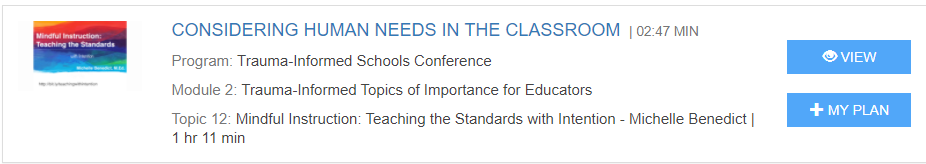 Mindful Instruction:
Teaching the Standards
with Intention
Michelle Benedict, M.Ed.
CONSIDERING HUMAN NEEDS IN THE CLASSROOM | 02:47 MIN
Program: Trauma-Informed Schools Conference
Module 2: Trauma-Informed Topics of Importance for Educators
Topic 12: Mindful Instruction: Teaching the Standards with Intention - Michelle Benedict |
1 hr 11 min
VIEW
MY PLAN